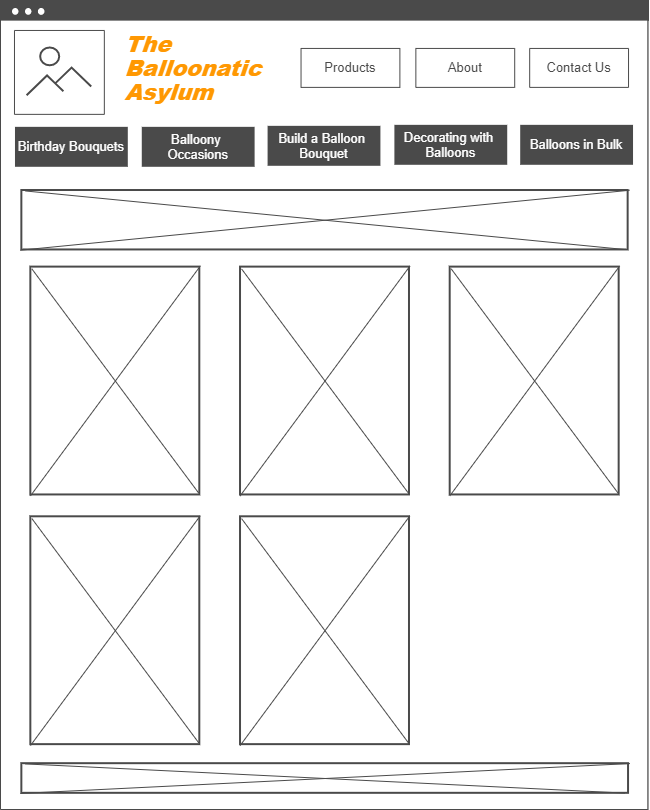 The
Balloonatic
Asylum
Products
About
Contact Us
Birthday Bouquets
Balloony
Occasions
Build a Balloon
Bouquet
Decorating with
Balloons
Balloons in Bulk